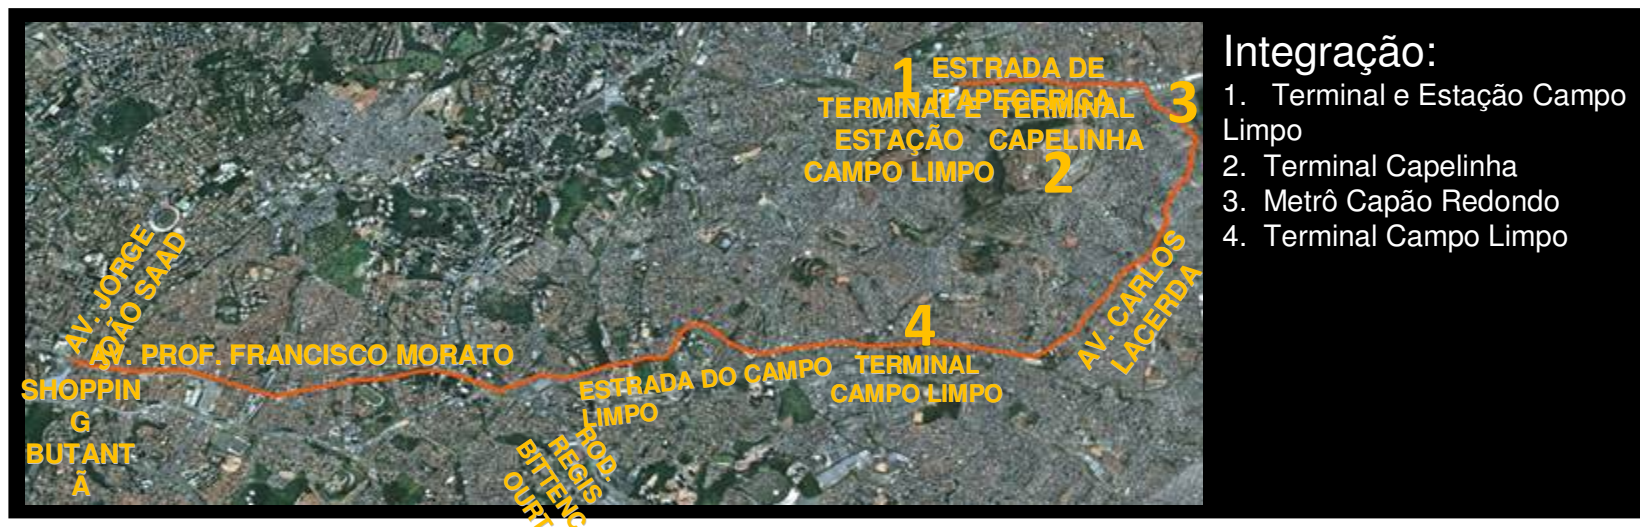 1
ESTRADA DE
ITAPECERICA
TERMINAL E
ESTAÇÃO
CAMPO LIMPO
TERMINAL
CAPELINHA
2
3
AV. JORGE
JOÃO SAAD
AV. PROF. FRANCISCO MORATO
SHOPPIN
G
BUTANT
Ã
ESTRADA DO CAMPO
LIMPO
ROD.
REGIS
BITTENC
OURT
4
TERMINAL
CAMPO LIMPO
AV. CARLOS
LACERDA
Integração:
1. Terminal e Estação Campo
Limpo
2. Terminal Capelinha
3. Metrô Capão Redondo
4. Terminal Campo Limpo